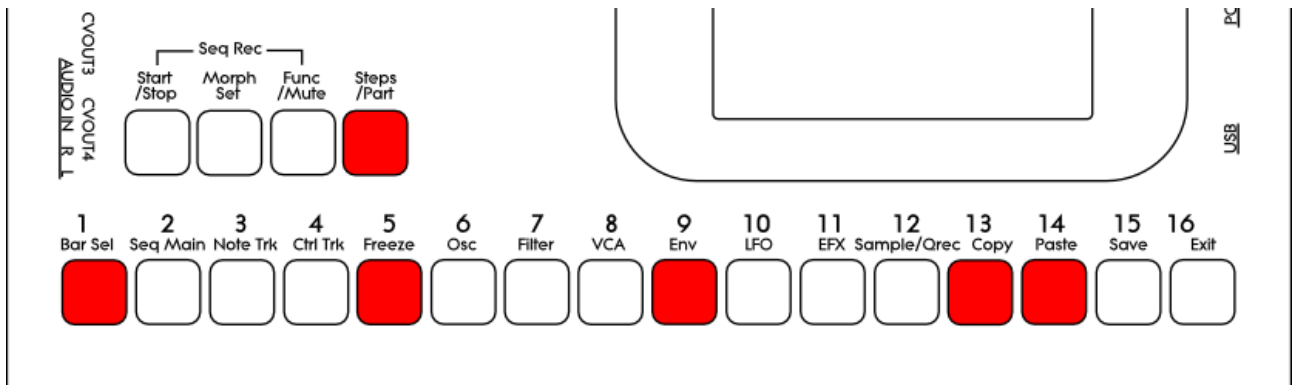 CVOUT3
CVOUT4
AUDIO IN R L
Seq Rec
Start
/Stop
Morph
Set
Func
/Mute
Steps
/Part
USB
1 2 3 4 5 6 7 8 9 10 11 12 13 14 15 16
Bar Sel Seq Main Note Trk Ctrl Trk Freeze Osc Filter VCA Env LFO EFX Sample/Qrec Copy Paste Save Exit